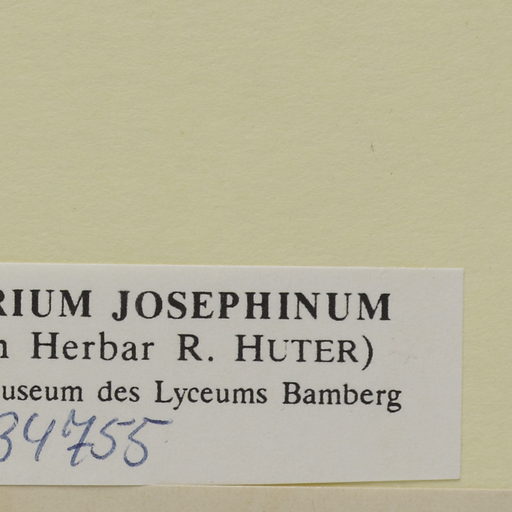 RIUM JOSEPHINUM
n Herbar R. HUTER)
useum des Lyceums Bamberg
34755